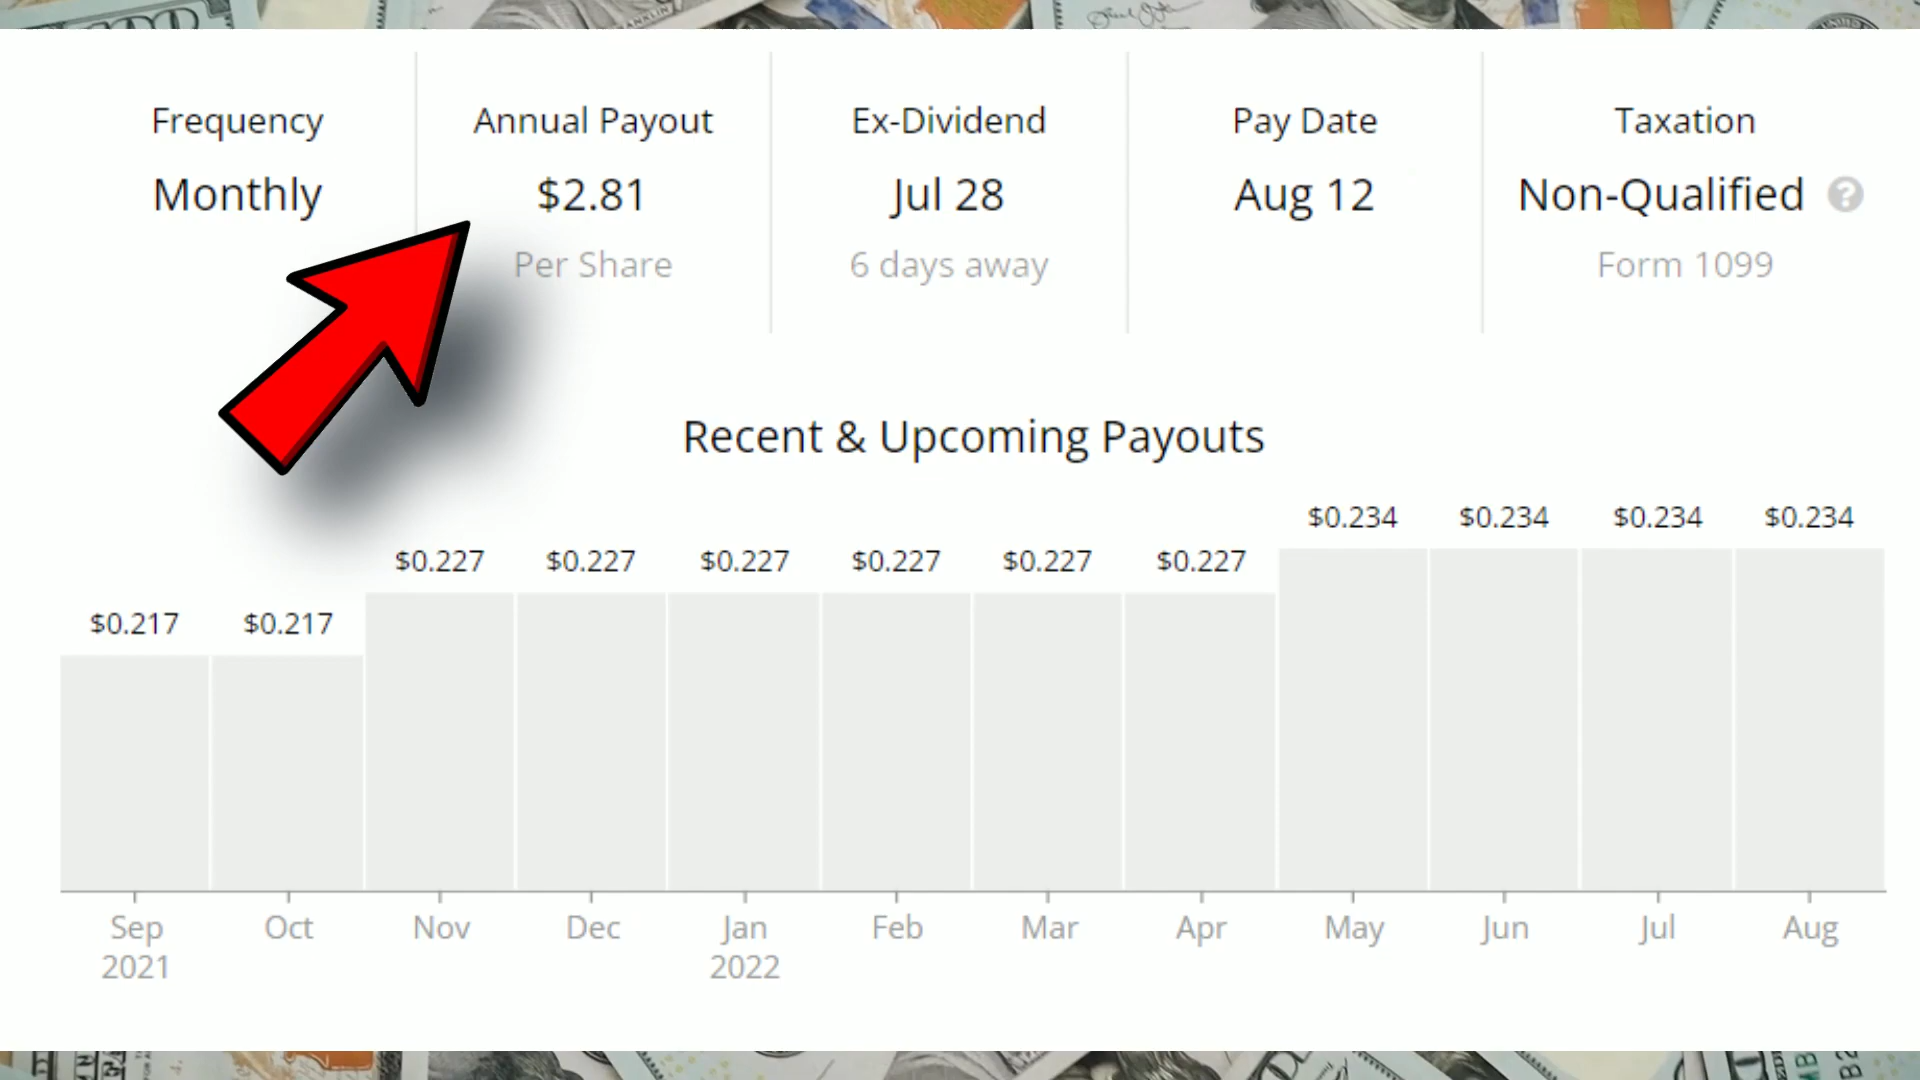 Frequency
Annual Payout
Ex-Dividend
Pay Date
Taxation
Monthly
$2.81
Jul 28
Aug 12
Non-Qualified ?
Per Share
6 days away
Form 1099
Recent & Upcoming Payouts
$0.217 $0.217 $0.227 $0.227 $0.227 $0.227 $0.227 $0.227 $0.234 $0.234 $0.234 $0.234
Sep Oct Nov Dec Jan Feb Mar Apr May Jun Jul Aug
2021 2022